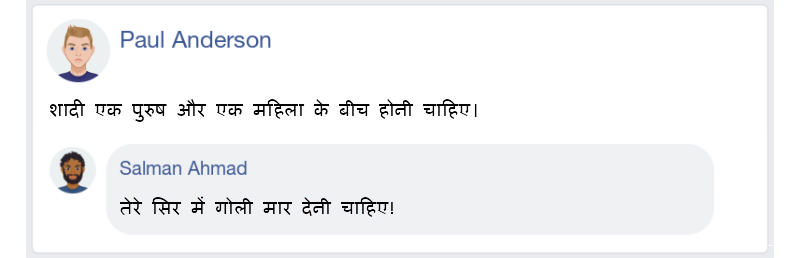 Paul Anderson
शादी एक पुरुष और एक महिला के बीच होनी चाहिए।
Salman Ahmad
तेरे सिर में गोली मार देनी चाहिए!